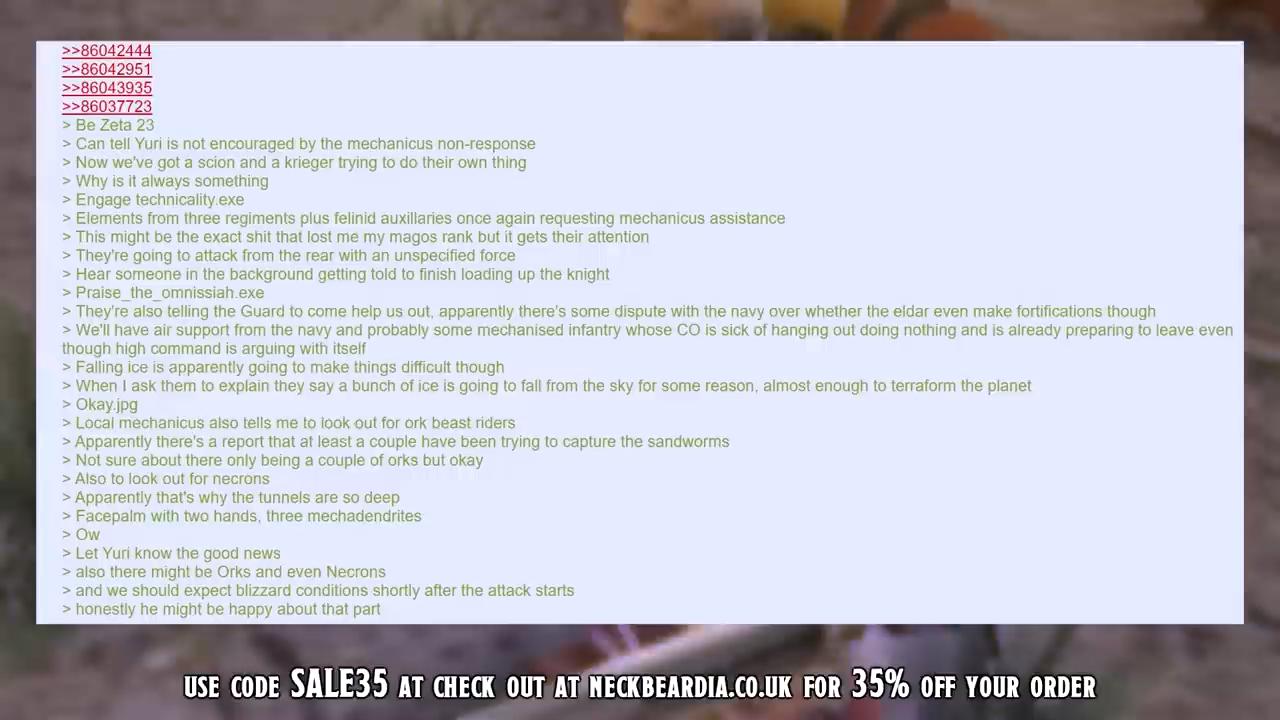 >>86042444
>>86042951
>>86043935
>>86037723
> Be Zeta 23
> Can tell Yuri is not encouraged by the mechanicus non-response
> Now we've got a scion and a krieger trying to do their own thing
> Why is it always something
> Engage technicality.exe
> Elements from three regiments plus felinid auxillaries once again requesting mechanicus assistance
> This might be the exact shit that lost me my magos rank but it gets their attention
> They're going to attack from the rear with an unspecified force
> Hear someone in the background getting told to finish loading up the knight
> Praise_the_omnissiah.exe
> They're also telling the Guard to come help us out, apparently there's some dispute with the navy over whether the eldar even make fortifications though
> We'll have air support from the navy and probably some mechanised infantry whose CO is sick of hanging out doing nothing and is already preparing to leave even
though high command is arguing with itself
> Falling ice is apparently going to make things difficult though
> When I ask them to explain they say a bunch of ice is going to fall from the sky for some reason, almost enough to terraform the planet
> Okay.jpg
> Local mechanicus also tells me to look out for ork beast riders
> Apparently there's a report that at least a couple have been trying to capture the sandworms
> Not sure about there only being a couple of orks but okay
> Also to look out for necrons
> Apparently that's why the tunnels are so deep
> Facepalm with two hands, three mechadendrites
> Ow
> Let Yuri know the good news
> also there might be Orks and even Necrons
> and we should expect blizzard conditions shortly after the attack starts
> honestly he might be happy about that part
USE CODE SALE35 AT CHECK OUT AT NECKBEARDIA.CO.UK FOR 35% OFF YOUR ORDER